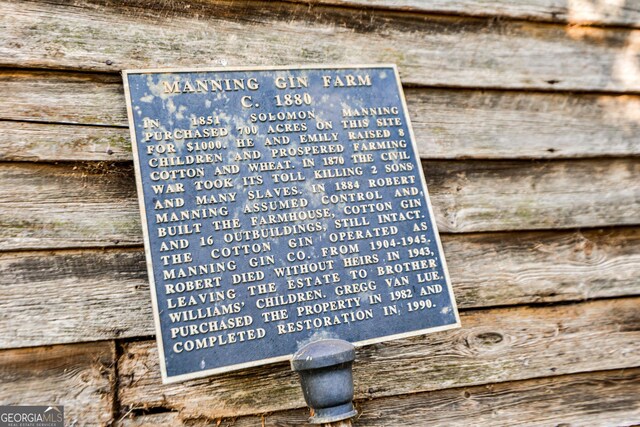 MANNING GIN FARM
C. 1880
IN 1851 SOLOMON MANNING
PURCHASED 700 ACRES ON THIS SITE
FOR $1000. HE AND EMILY RAISED 8
CHILDREN AND PROSPERED FARMING
COTTON AND WHEAT. IN 1870 THE CIVIL
WAR TOOK ITS TOLL KILLING 2 SONS
AND MANY SLAVES. IN 1884 ROBERT
MANNING ASSUMED CONTROL AND,
BUILT THE FARMHOUSE, COTTON GIN
AND 16 OUTBUILDINGS, STILL INTACT.
THE COTTON GIN OPERATED AS
MANNING GIN CO. FROM 1904-1945.
ROBERT DIED WITHOUT HEIRS IN 1943,
LEAVING THE ESTATE TO BROTHER
WILLIAMS' CHILDREN. GREGG VAN LUE
PURCHASED THE PROPERTY IN 1982 AND
COMPLETED RESTORATION IN, 1990.
GEORGIAMLS
REAL ESTATE SERVICES